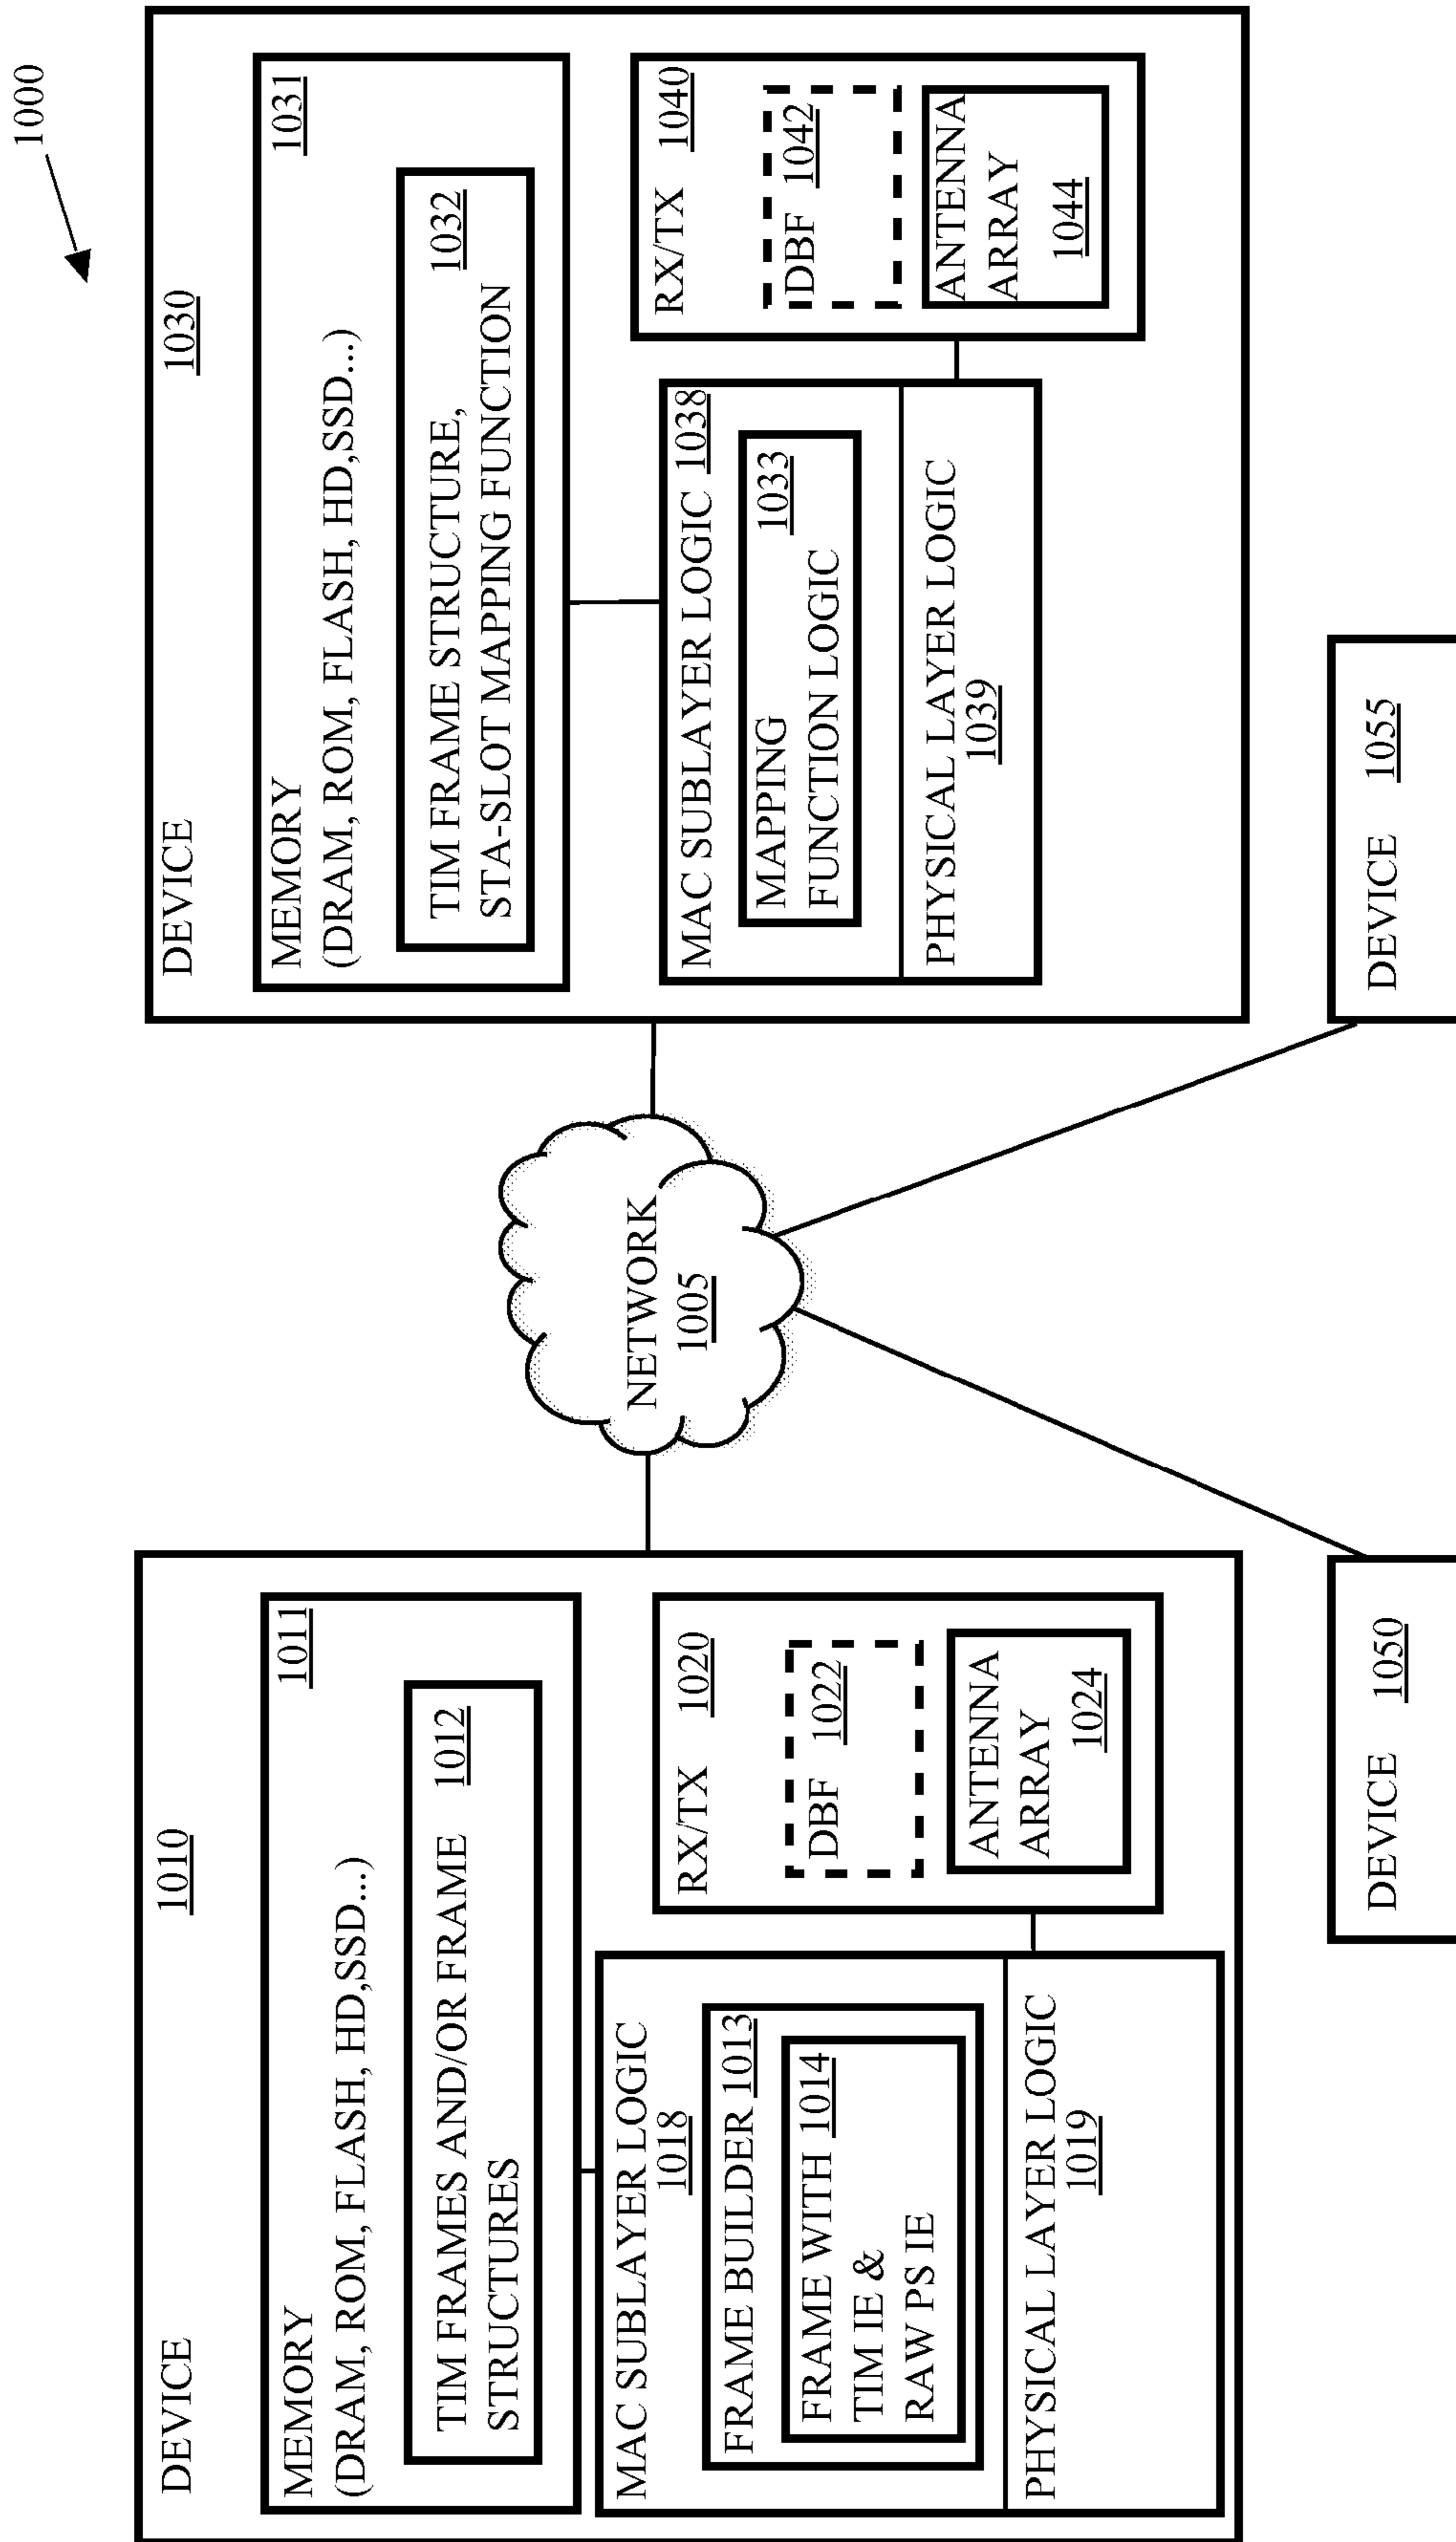 1000
DEVICE 1010
MEMORY 1011
(DRAM, ROM, FLASH, HD,SSD...)
TIM FRAMES AND/OR FRAME 1012
STRUCTURES
MAC SUBLAYER LOGIC
1018
FRAME BUILDER 1013
FRAME WITH 1014
TIM IE &
RAW PS IE
PHYSICAL LAYER LOGIC
1019
RX/TX 1020
DBF 1022
ANTENNA
ARRAY
1024
NETWORK
1005
DEVICE 1030
MEMORY 1031
(DRAM, ROM, FLASH, HD,SSD...)
TIM FRAME STRUCTURE, 1032
STA-SLOT MAPPING FUNCTION
MAC SUBLAYER LOGIC 1038
MAPPING 1033
FUNCTION LOGIC
PHYSICAL LAYER LOGIC
1039
RX/TX 1040
DBF 1042
ANTENNA
ARRAY
1044
DEVICE 1050
DEVICE 1055